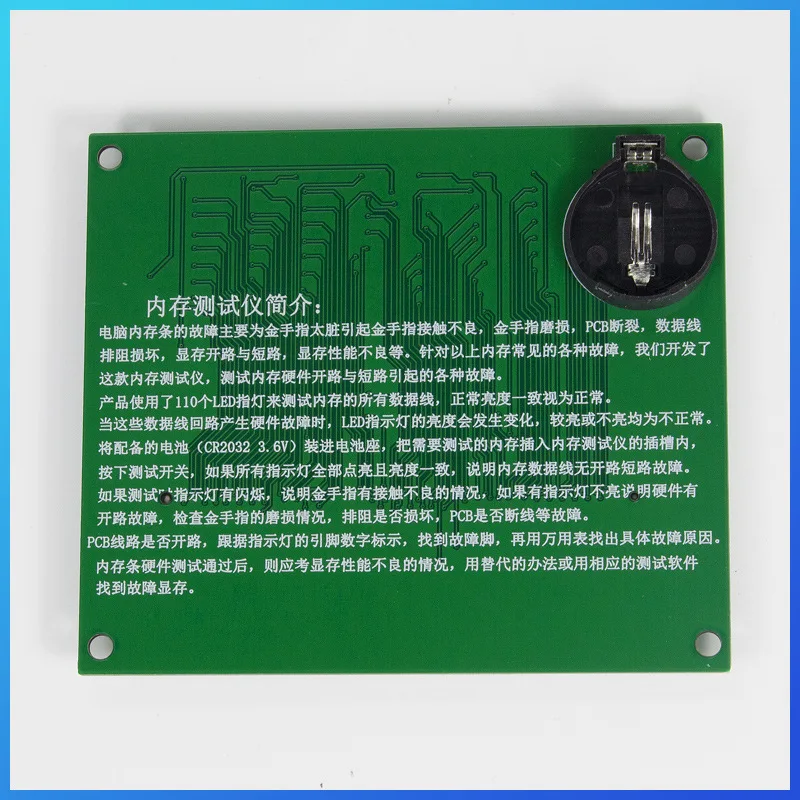 内存测试仪简介：
电脑内存条的故障主要为金手指太脏引起金手指接触不良，金手指磨损，PCB断裂，数据线
排阻损坏，显存开路与短路，显存性能不良等。针对以上内存常见的各种故障，我们开发了
这款内存测试仪，测试内存硬件开路与短路引起的各种故障。
产品使用了110个LED指灯来测试内存的所有数据线，正常亮度一致视为正常。
当这些数据线回路产生硬件故障时，LED指示灯的亮度会发生变化，较亮或不亮均为不正常。
将配备的电池（CR2032 3.6V）装进电池座，把需要测试的内存插入内存测试仪的插槽内，
按下测试开关，如果所有指示灯全部点亮且亮度一致，说明内存数据线无开路短路故障。
如果测试 指示灯有闪烁，说明金手指有接触不良的情况，如果有指示灯不亮说明硬件有
开路故障，检查金手指的磨损情况，排阻是否损坏，PCB是否断线等故障。
PCB线路是否开路，跟据指示灯的引脚数字标示，找到故障脚，再用万用表找出具体故障原因。
内存条硬件测试通过后，则应考显存性能不良的情况，用替代的办法或用相应的测试软件
找到故障显存。